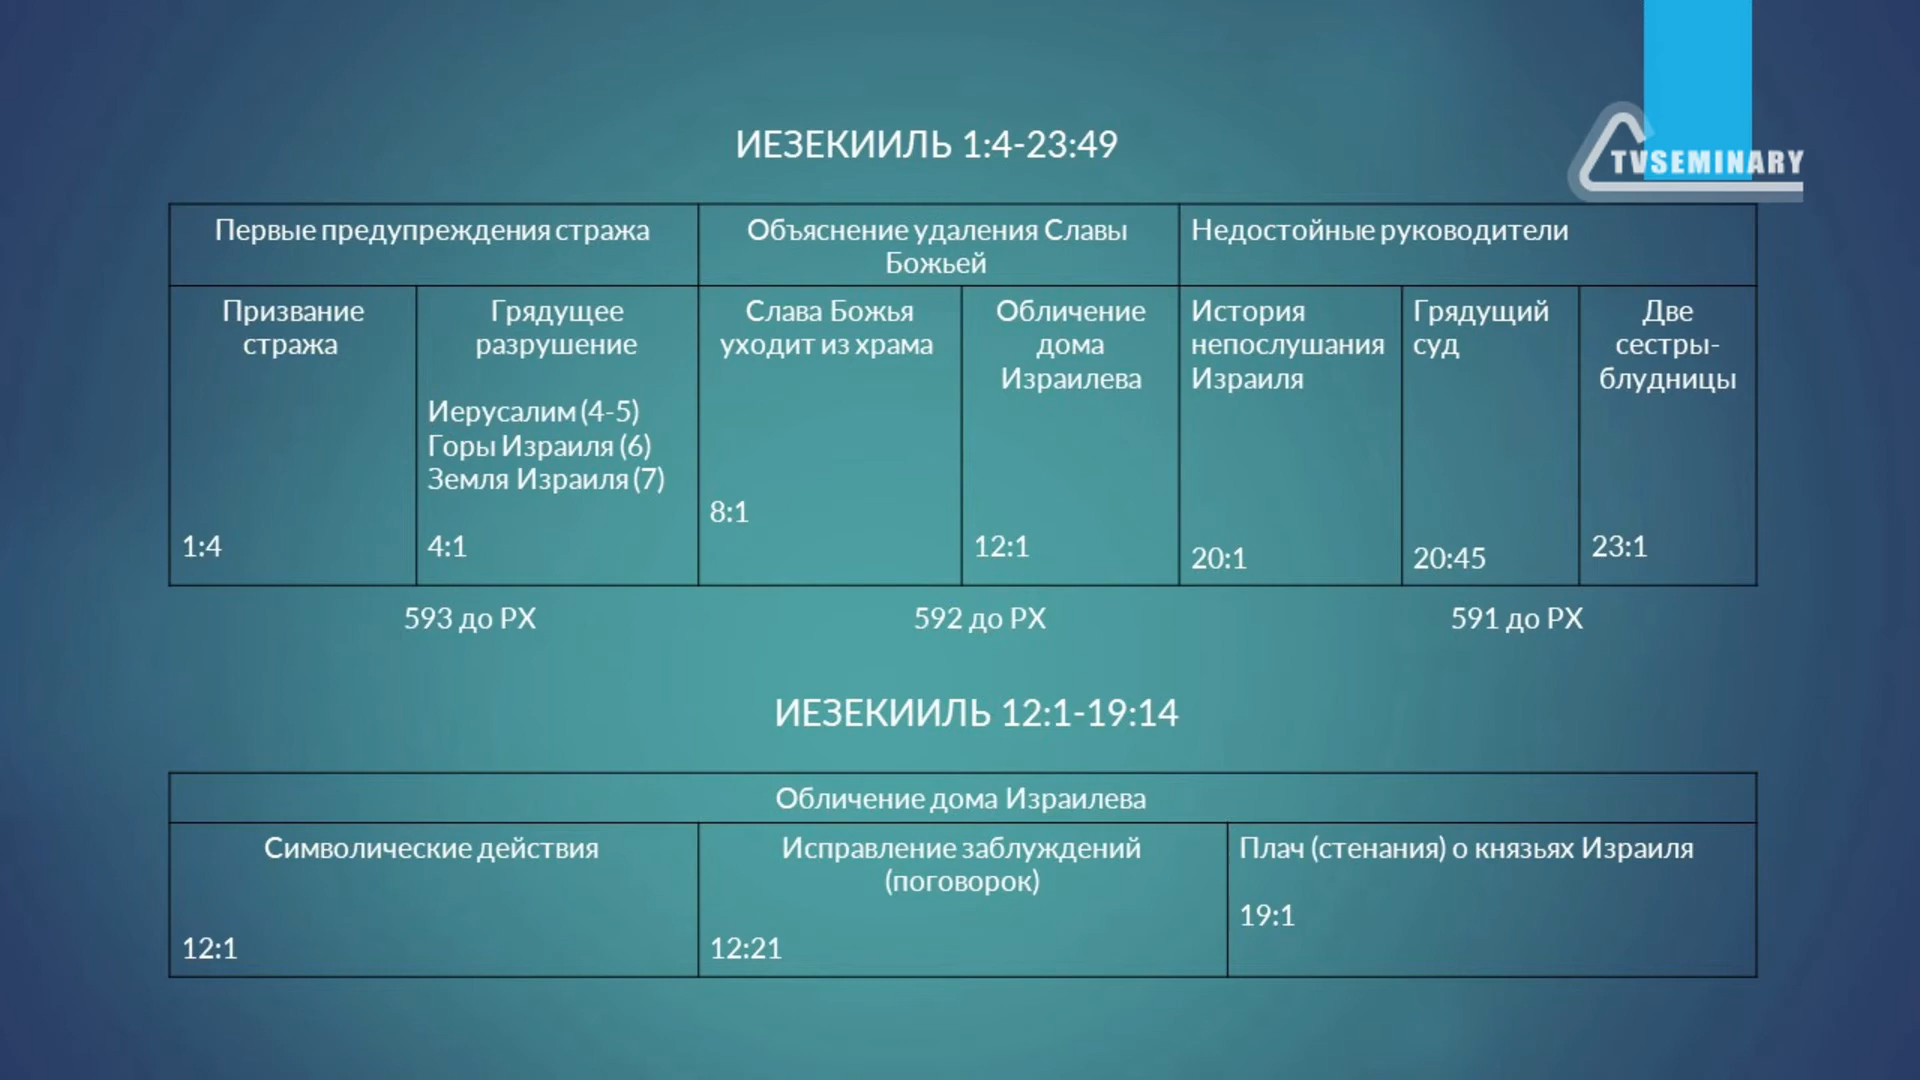 TVSEMINARY
ИЕЗЕКИИЛЬ 1:4-23:49
Первые предупреждения стража
Объяснение удаления Славы
Божьей
Недостойные руководители
Призвание
стража
1:4
Грядущее
разрушение
Иерусалим (4-5)
Горы Израиля (6)
Земля Израиля (7)
4:1
Слава Божья
уходит из храма
8:1
Обличение
дома
Израилева
12:1
История
непослушания
Израиля
20:1
Грядущий
суд
20:45
Две
сестры-
блудницы
23:1
593 до РХ
592 до РХ
591 до РХ
ИЕЗЕКИИЛЬ 12:1-19:14
Обличение дома Израилева
Символические действия
12:1
Исправление заблуждений
(поговорок)
12:21
Плач (стенания) о князьях Израиля
19:1